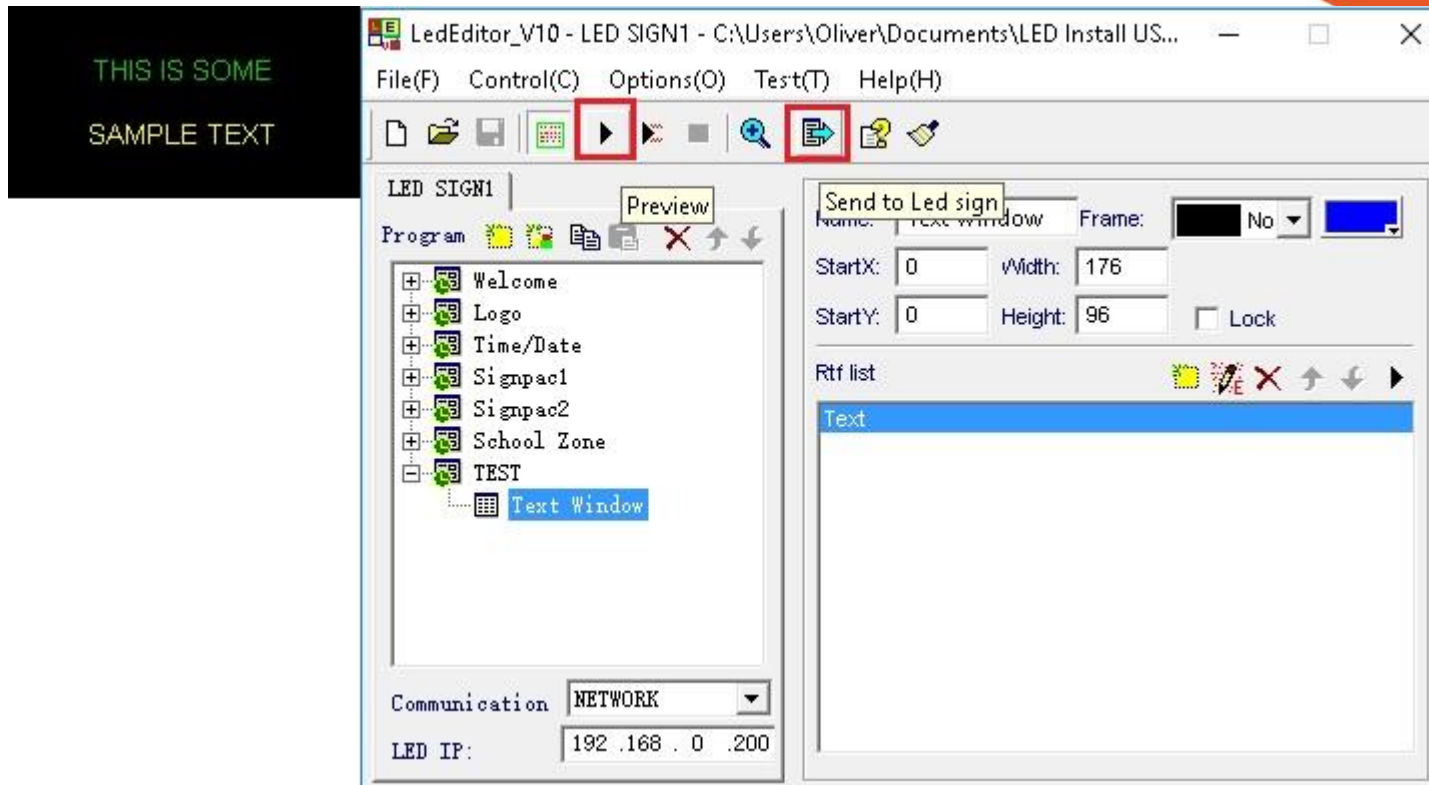 THIS IS SOME
SAMPLE TEXT
LedEditor_V10 - LED SIGN1 - C:\Users\Oliver\Documents\LED Install US...
File(F) Control(C) Options(O) Test(T) Help(H)
LED SIGN1
Preview
Program
Welcome
Logo
Time/Date
Signpac1
Signpac2
School Zone
TEST
Text Window
Communication NETWORK
LED IP: 192 .168 . 0 .200
Send to Led sign
Name: Text Window Frame: No
StartX: 0 Width: 176
StartY: 0 Height: 96 Lock
Rtf list
E
Text